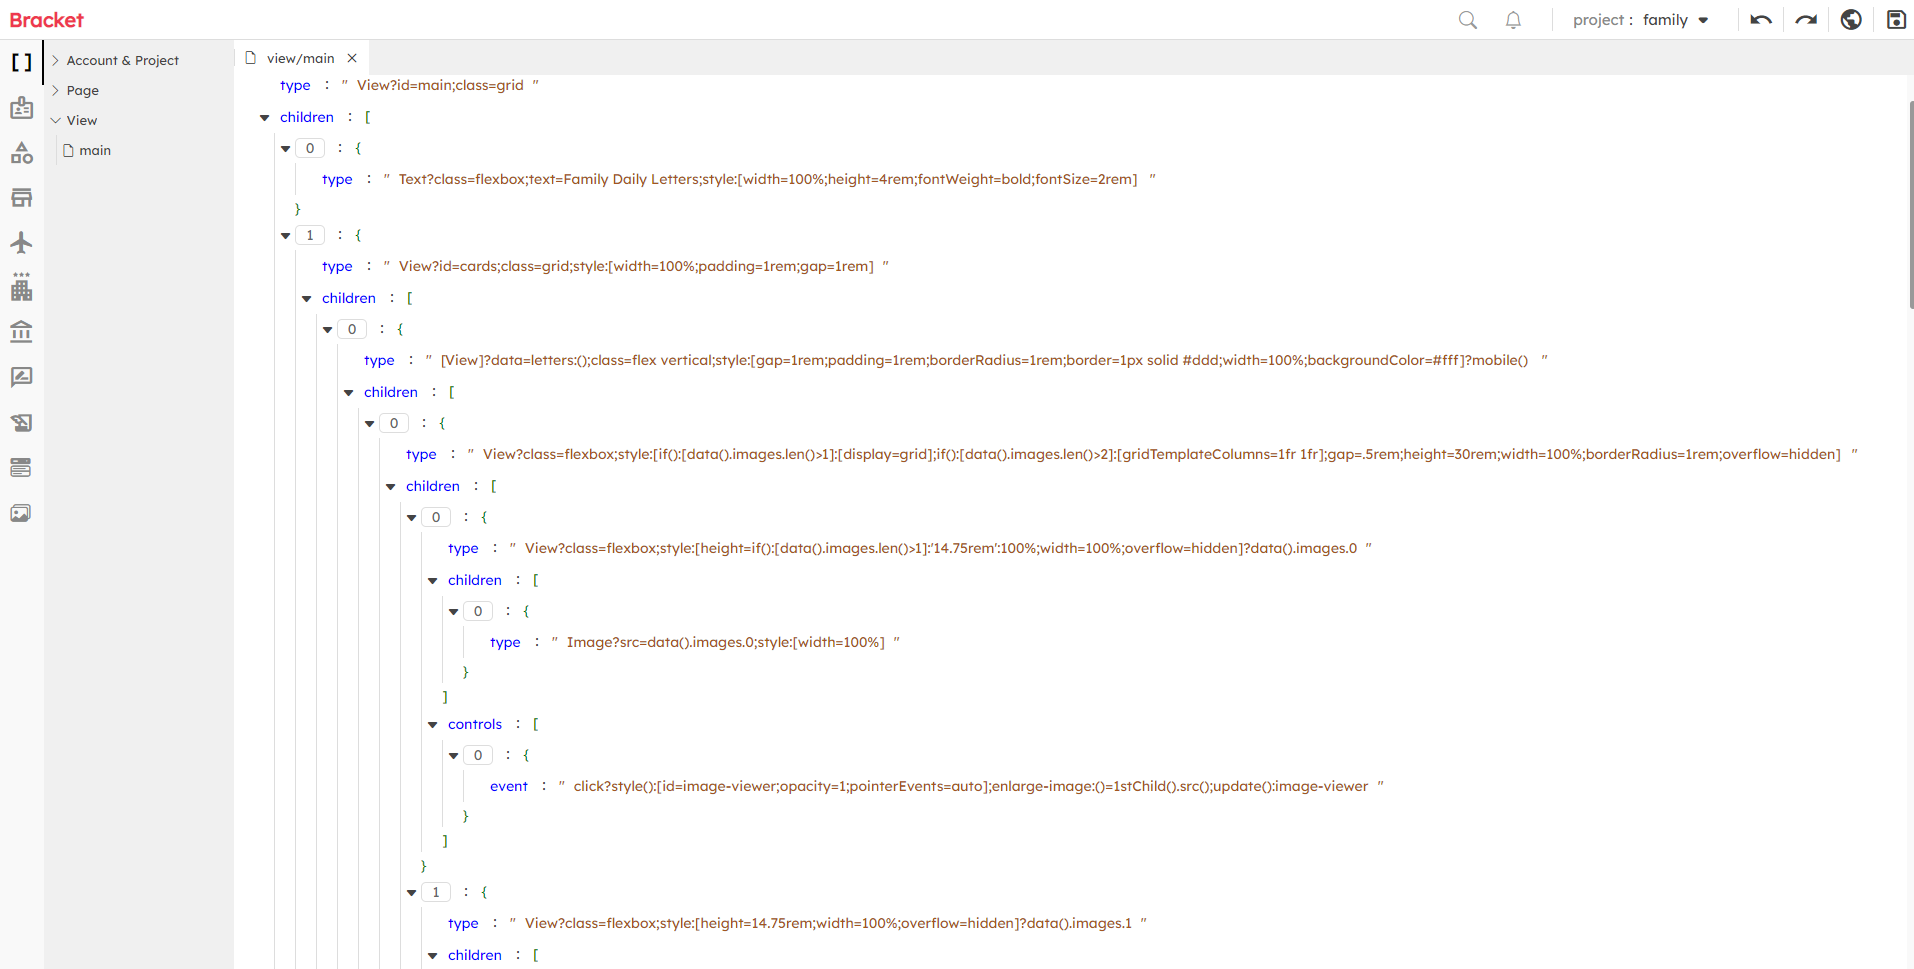 Bracket
project : family
[ ]
Account & Project
Page
View
main
view/main
type : " View?id=main;class=grid "
children : [
0 : {
type : " Text?class=flexbox;text=Family Daily Letters;style:[width=100%;height=4rem;fontWeight=bold;fontSize=2rem] "
}
1 : {
type : " View?id=cards;class=grid;style:[width=100%;padding=1rem;gap=1rem] "
children : [
0 : {
type : " [View]?data=letters:();class=flex vertical;style:[gap=1rem;padding=1rem;borderRadius=1rem;border=1px solid #ddd;width=100%;backgroundColor=#fff]?mobile() "
children : [
0 : {
type : " View?class=flexbox;style:[if():[data().images.len()>1]:[display=grid];if():[data().images.len()>2]:[gridTemplateColumns=1fr 1fr];gap=.5rem;height=30rem;width=100%;borderRadius=1rem;overflow=hidden] "
children : [
0 : {
type : " View?class=flexbox;style:[height=if():[data().images.len()>1]:'14.75rem':100%;width=100%;overflow=hidden]?data().images.0 "
children : [
0 : {
type : " Image?src=data().images.0;style:[width=100%] "
}
]
controls : [
0 : {
event : " click?style():[id=image-viewer;opacity=1;pointerEvents=auto];enlarge-image:()=1stChild().src();update():image-viewer "
}
]
}
1 : {
type : " View?class=flexbox;style:[height=14.75rem;width=100%;overflow=hidden]?data().images.1 "
children : [